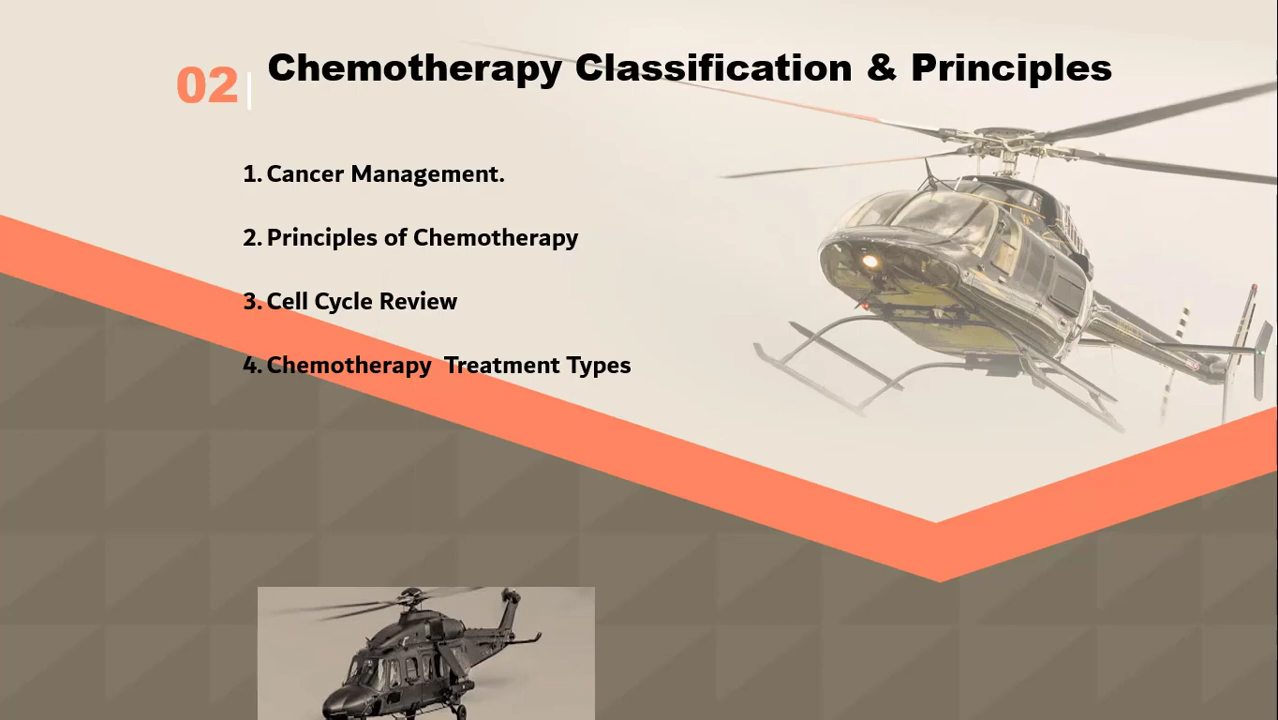 02
Chemotherapy Classification & Principles
1. Cancer Management.
2. Principles of Chemotherapy
3. Cell Cycle Review
4. Chemotherapy  Treatment Types